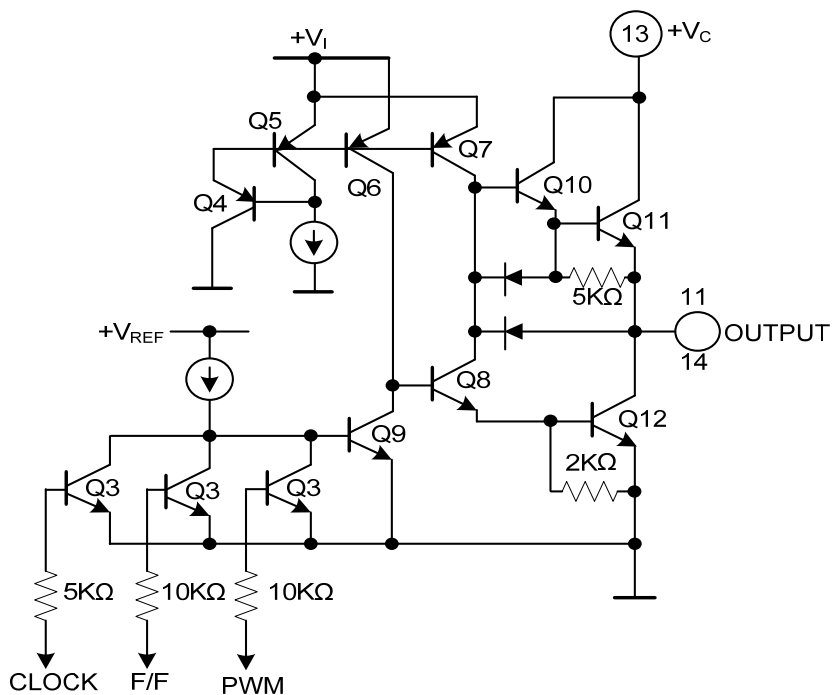 +VI
13
+VC
Q5
Q7
Q6
Q10
Q4
Q11
5KΩ
11
OUTPUT
14
+VREF
Q8
Q9
Q12
2KΩ
Q3
Q3
Q3
5KΩ
10KΩ
10KΩ
CLOCK
F/F
PWM